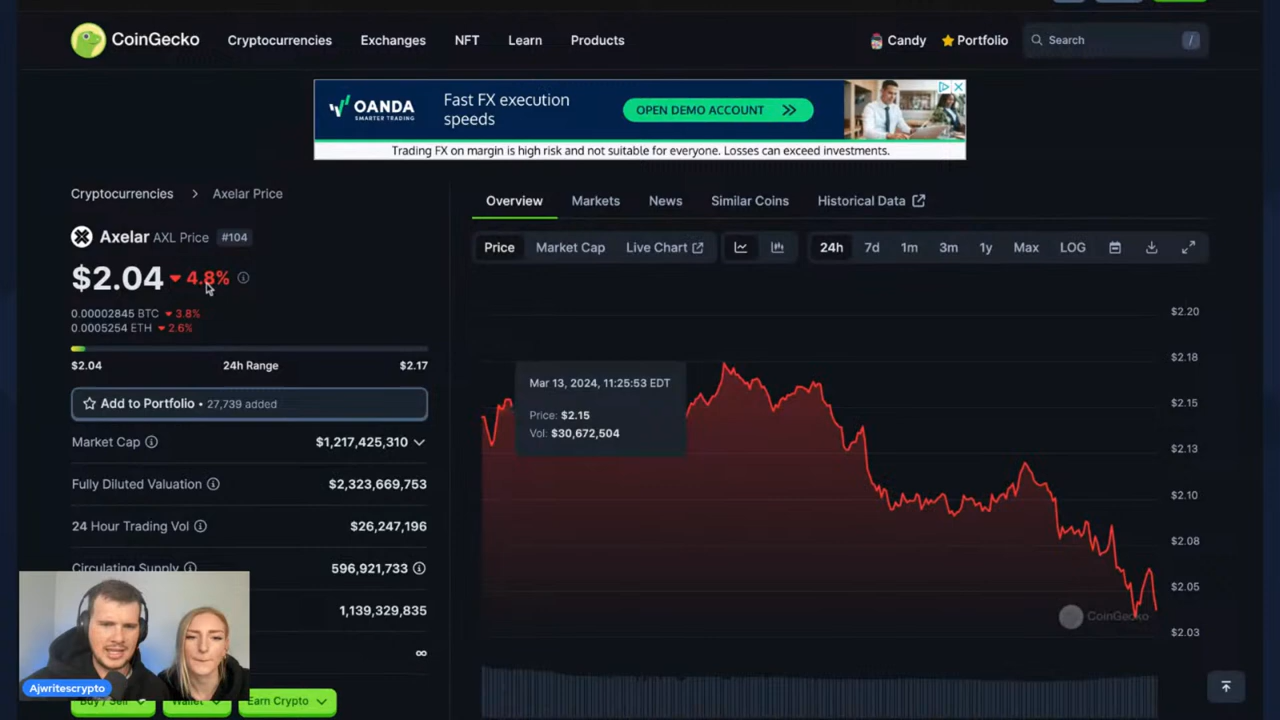 CoinGecko
Cryptocurrencies
Exchanges
NFT
Learn
Products
Candy
Portfolio
Search
/
OANDA
SMARTER TRADING
Fast FX execution
speeds
OPEN DEMO ACCOUNT
Trading FX on margin is high risk and not suitable for everyone. Losses can exceed investments.
Cryptocurrencies > Axelar Price
Axelar AXL Price #104
$2.04 4.8%
0.00002845 BTC 3.8%
0.0005254 ETH 2.6%
$2.04 24h Range $2.17
Add to Portfolio • 27,739 added
Market Cap $1,217,425,310
Fully Diluted Valuation $2,323,669,753
24 Hour Trading Vol $26,247,196
Circulating Supply 596,921,733
1,139,329,835
∞
Buy / Sell
Wallet
Earn Crypto
Ajwritescrypto
Overview
Markets
News
Similar Coins
Historical Data
Price
Market Cap
Live Chart
24h
7d
1m
3m
1y
Max
LOG
Mar 13, 2024, 11:25:53 EDT
Price: $2.15
Vol: $30,672,504
$2.20
$2.18
$2.15
$2.13
$2.10
$2.08
$2.05
$2.03
CoinGecko